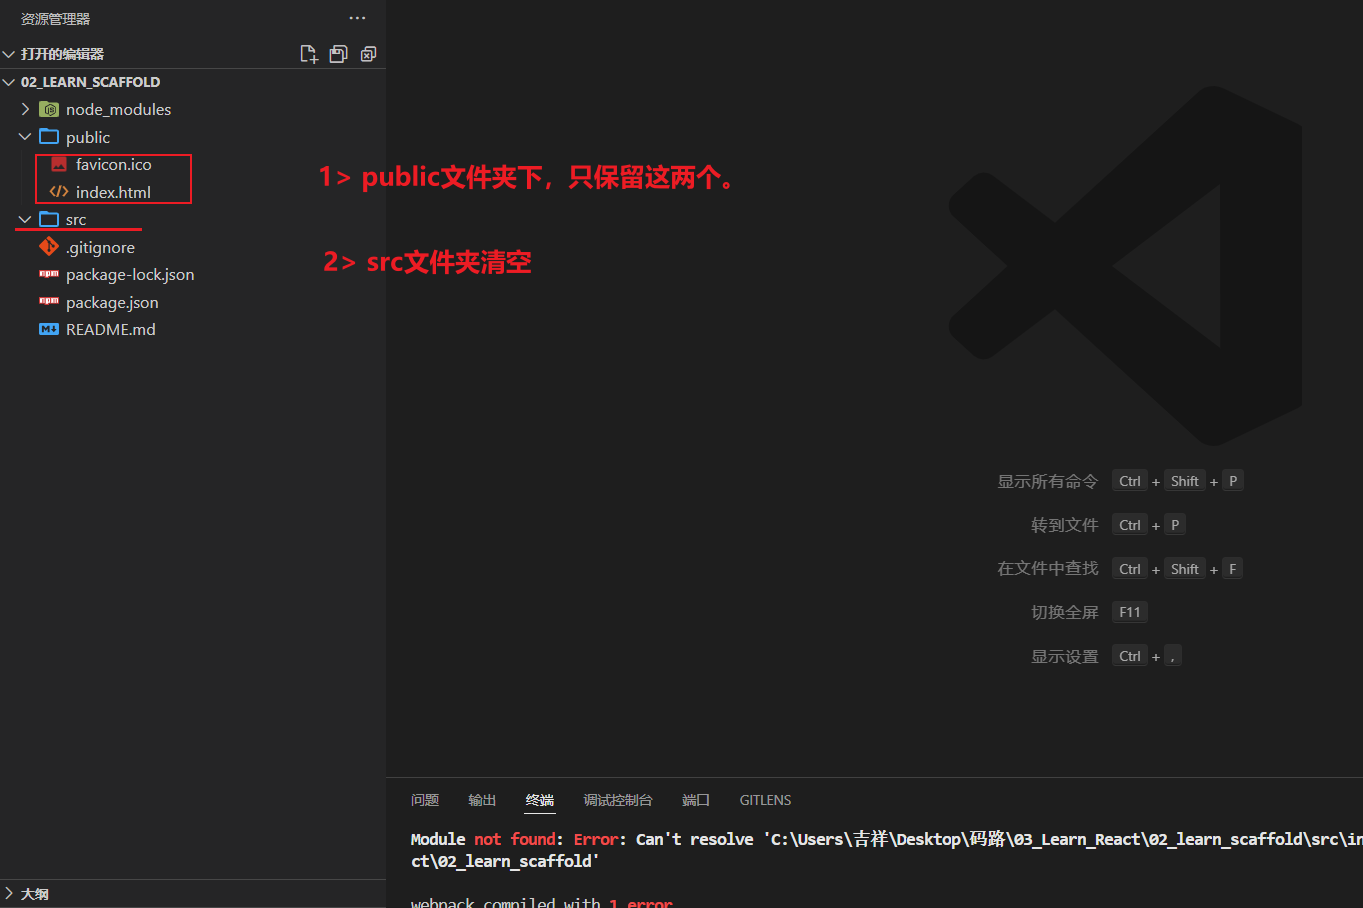 资源管理器
打开的编辑器
02_LEARN_SCAFFOLD
node_modules
public
favicon.ico
index.html
src
.gitignore
package-lock.json
package.json
README.md
大纲
1> public文件夹下，只保留这两个。
2> src文件夹清空
显示所有命令 Ctrl + Shift + P
转到文件 Ctrl + P
在文件中查找 Ctrl + Shift + F
切换全屏 F11
显示设置 Ctrl + ,
问题 输出 终端 调试控制台 端口 GITLENS
Module not found: Error: Can't resolve 'C:\Users\吉祥\Desktop\码路\03_Learn_React\02_learn_scaffold\src\in
ct\02_learn_scaffold'
webpack compiled with 1 error